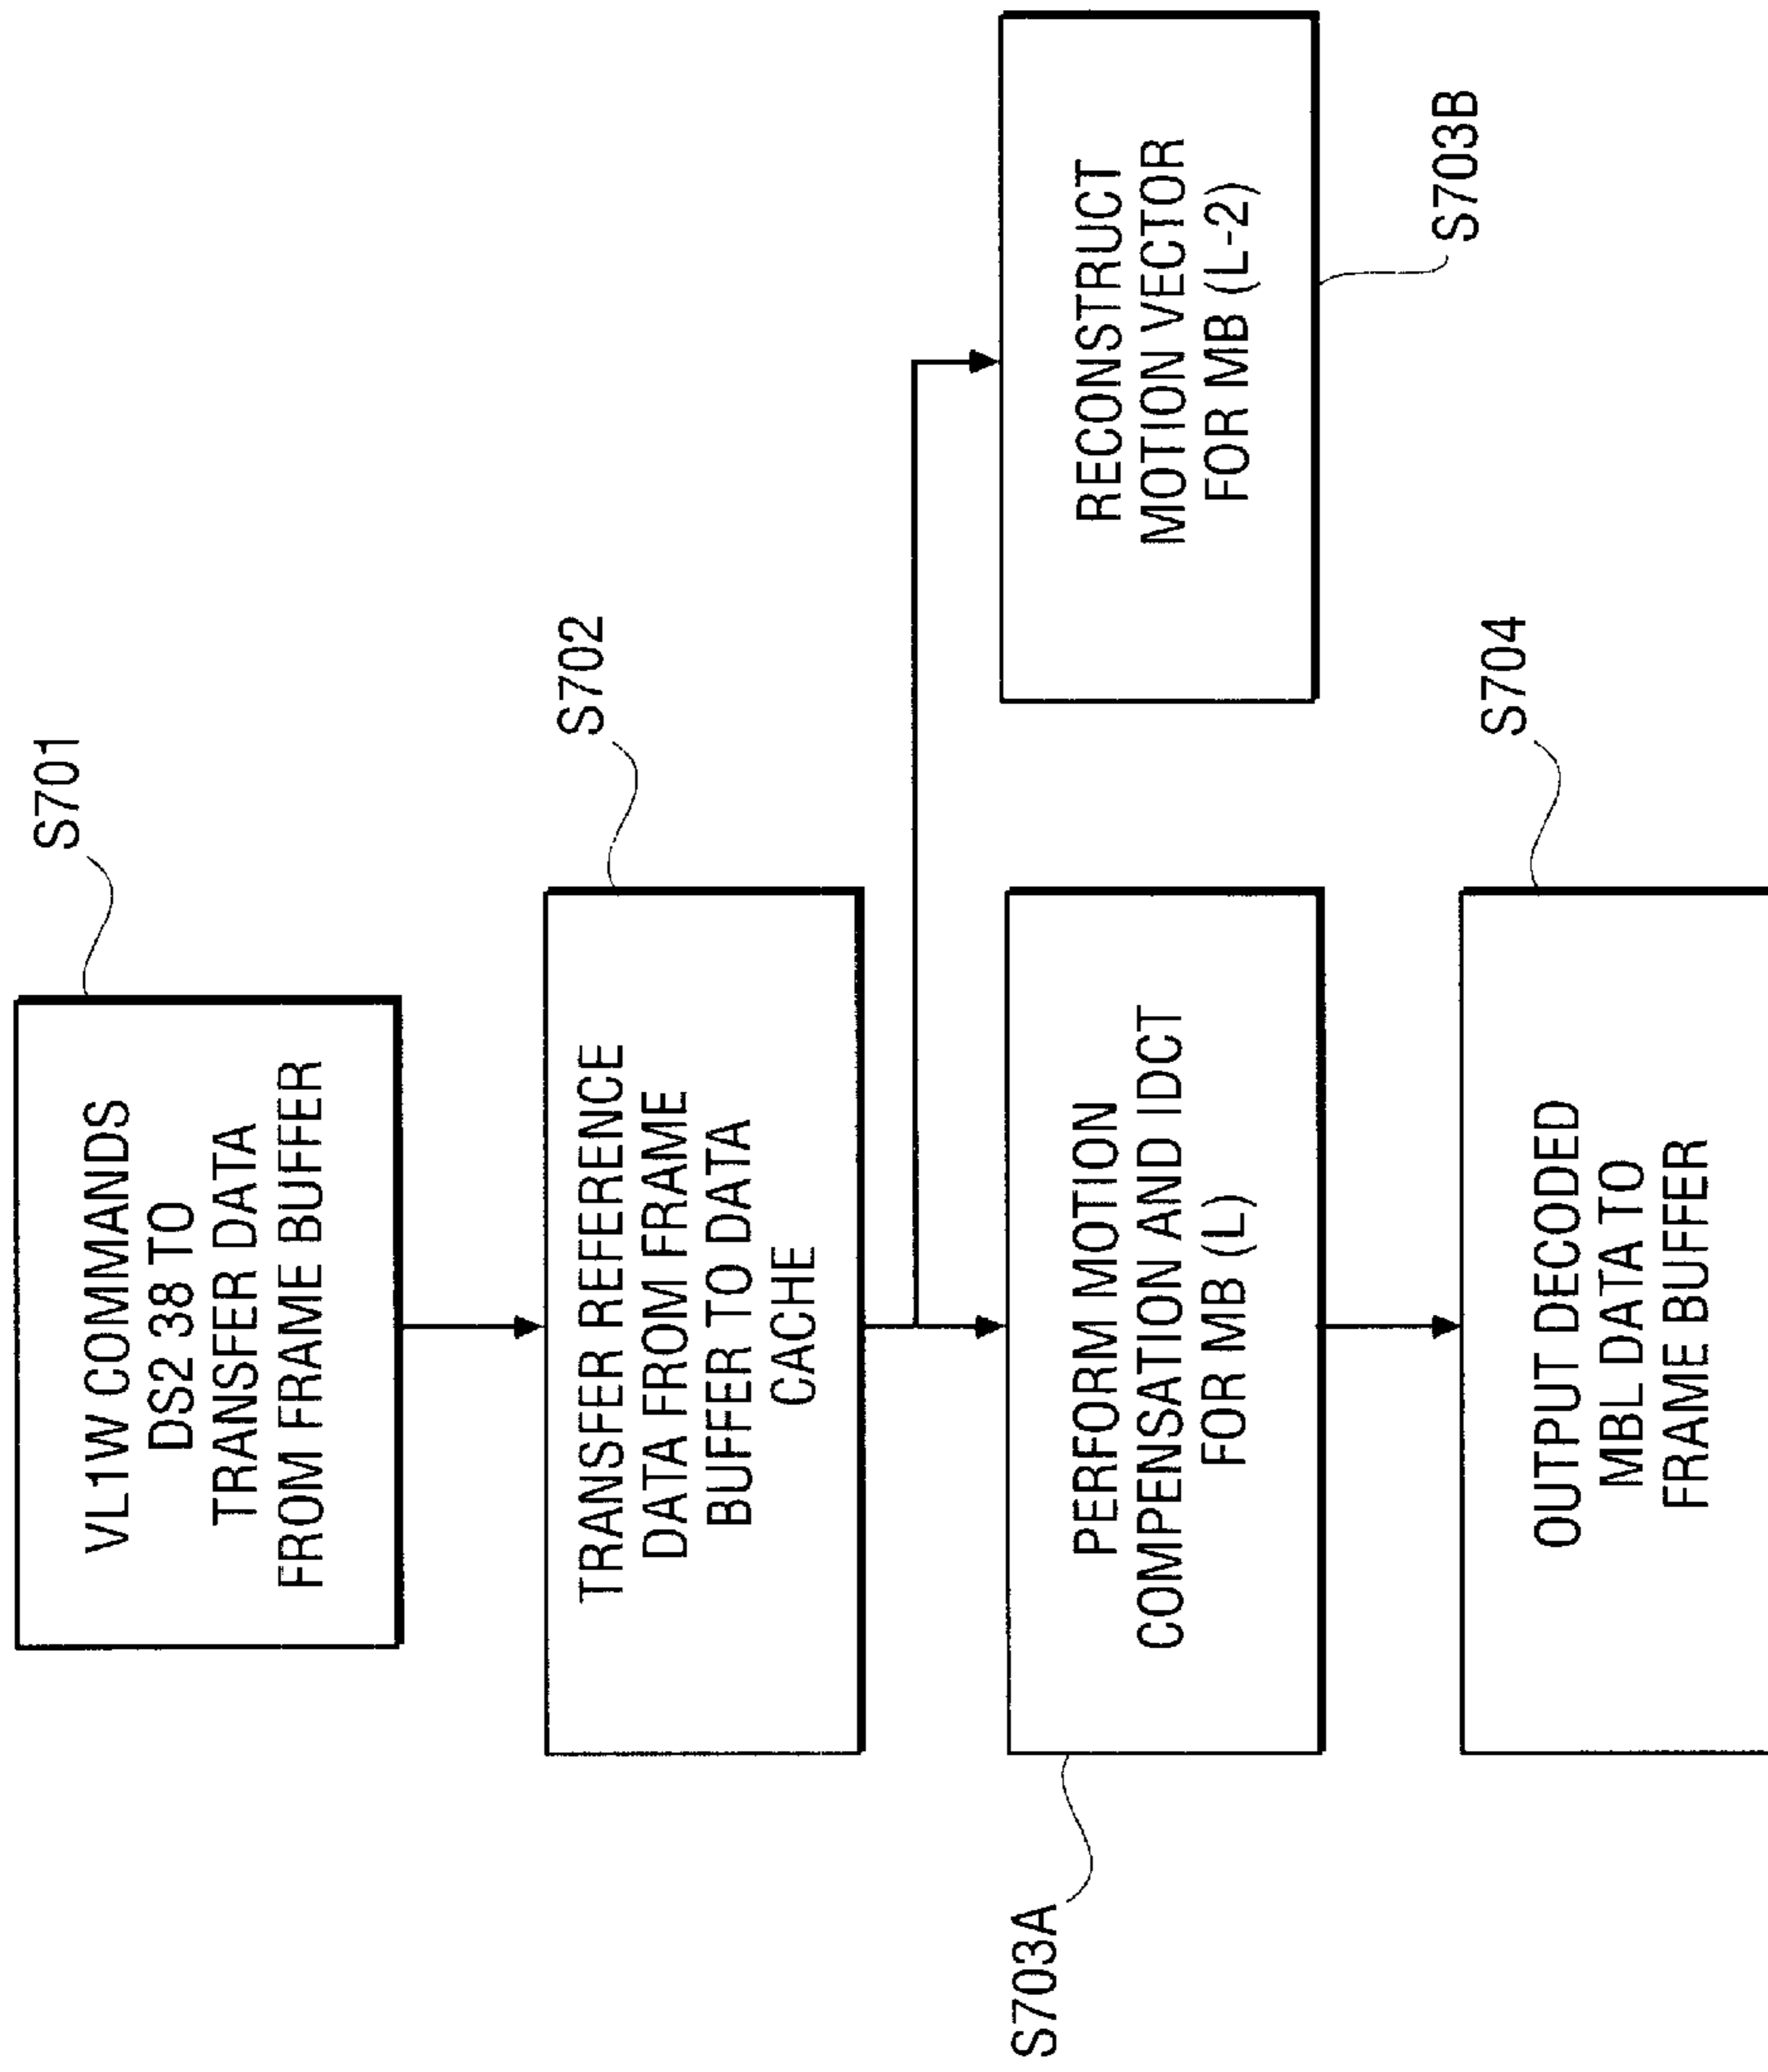 VL1W COMMANDS
DS2 38 TO
TRANSFER DATA
FROM FRAME BUFFER
S701
TRANSFER REFERENCE
DATA FROM FRAME
BUFFER TO DATA
CACHE
S702
S703A
PERFORM MOTION
COMPENSATION AND IDCT
FOR MB (L)
RECONSTRUCT
MOTION VECTOR
FOR MB (L-2)
S703B
OUTPUT DECODED
MBL DATA TO
FRAME BUFFER
S704